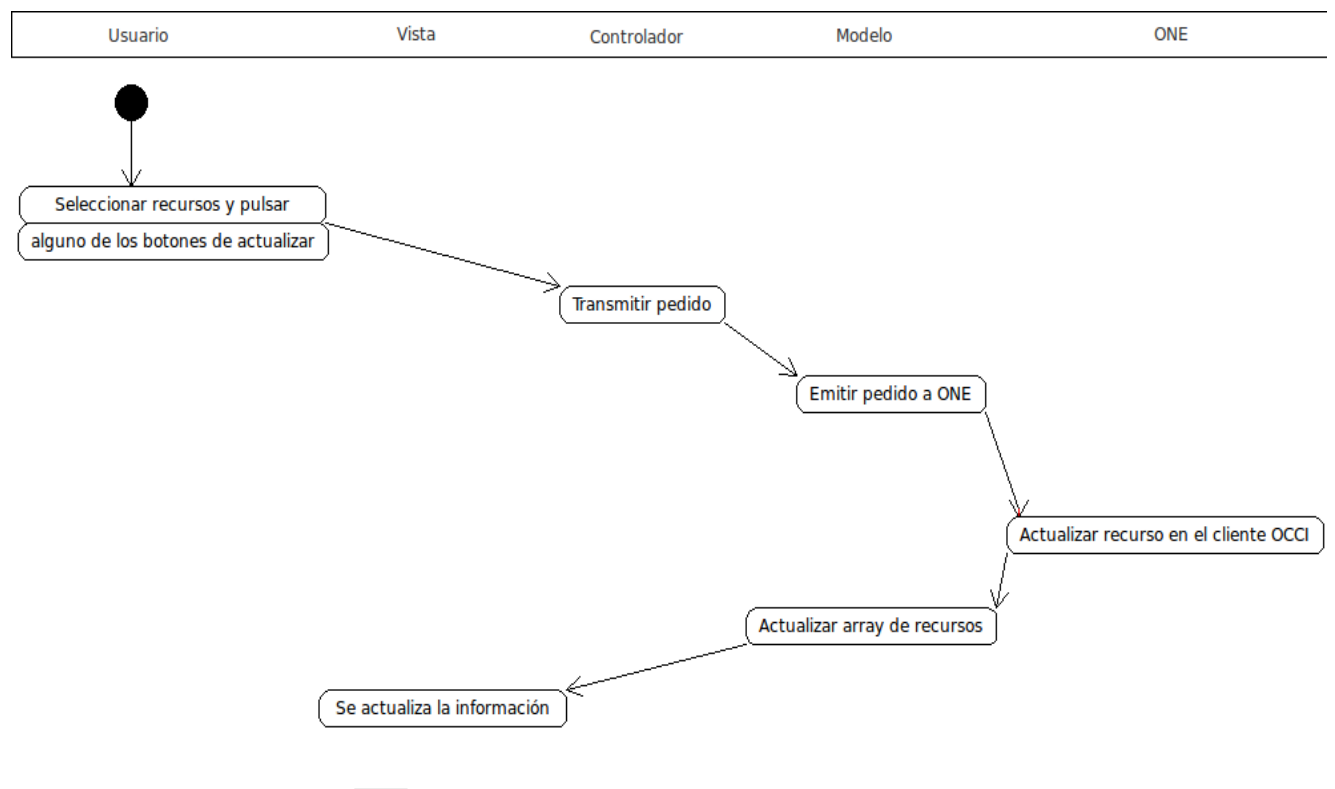 Usuario
Vista
Controlador
Modelo
ONE
Seleccionar recursos y pulsar
alguno de los botones de actualizar
Transmitir pedido
Emitir pedido a ONE
Actualizar recurso en el cliente OCCI
Actualizar array de recursos
Se actualiza la información